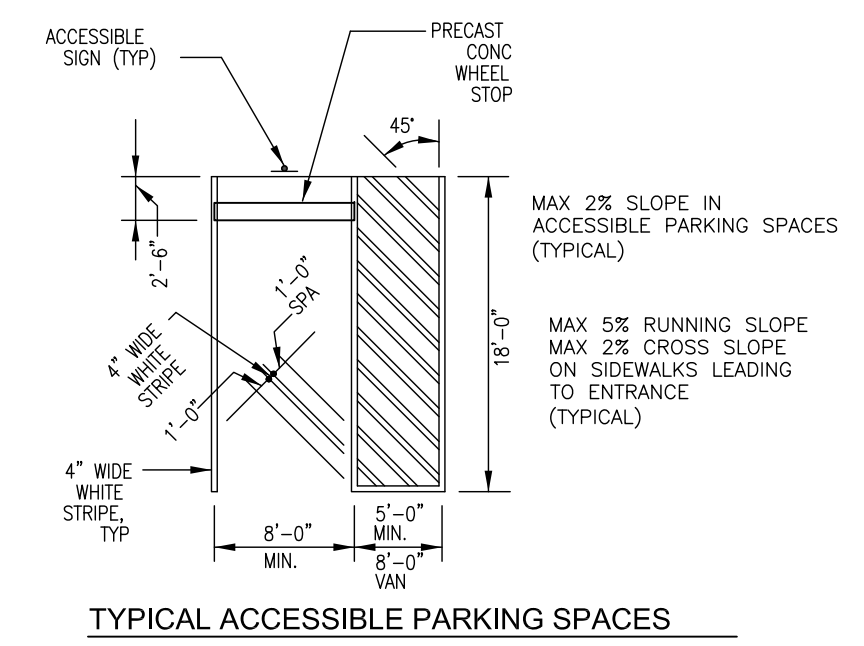 ACCESSIBLE
SIGN (TYP)
PRECAST
CONC
WHEEL
STOP
45°
2'-6"
1'-0"
SPA
4" WIDE
WHITE
STRIPE
1'-0"
4" WIDE
WHITE
STRIPE,
TYP
8'-0"
MIN.
5'-0"
MIN.
8'-0"
VAN
18'-0"
MAX 2% SLOPE IN
ACCESSIBLE PARKING SPACES
(TYPICAL)
MAX 5% RUNNING SLOPE
MAX 2% CROSS SLOPE
ON SIDEWALKS LEADING
TO ENTRANCE
(TYPICAL)
TYPICAL ACCESSIBLE PARKING SPACES